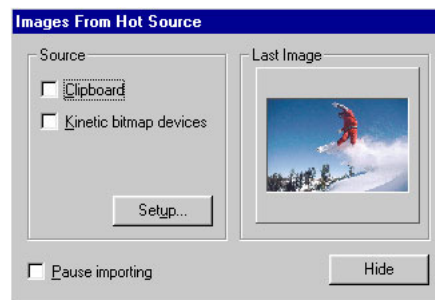 Images From Hot Source
Source
Clipboard
Kinetic bitmap devices
Setup...
Last Image
Pause importing
Hide